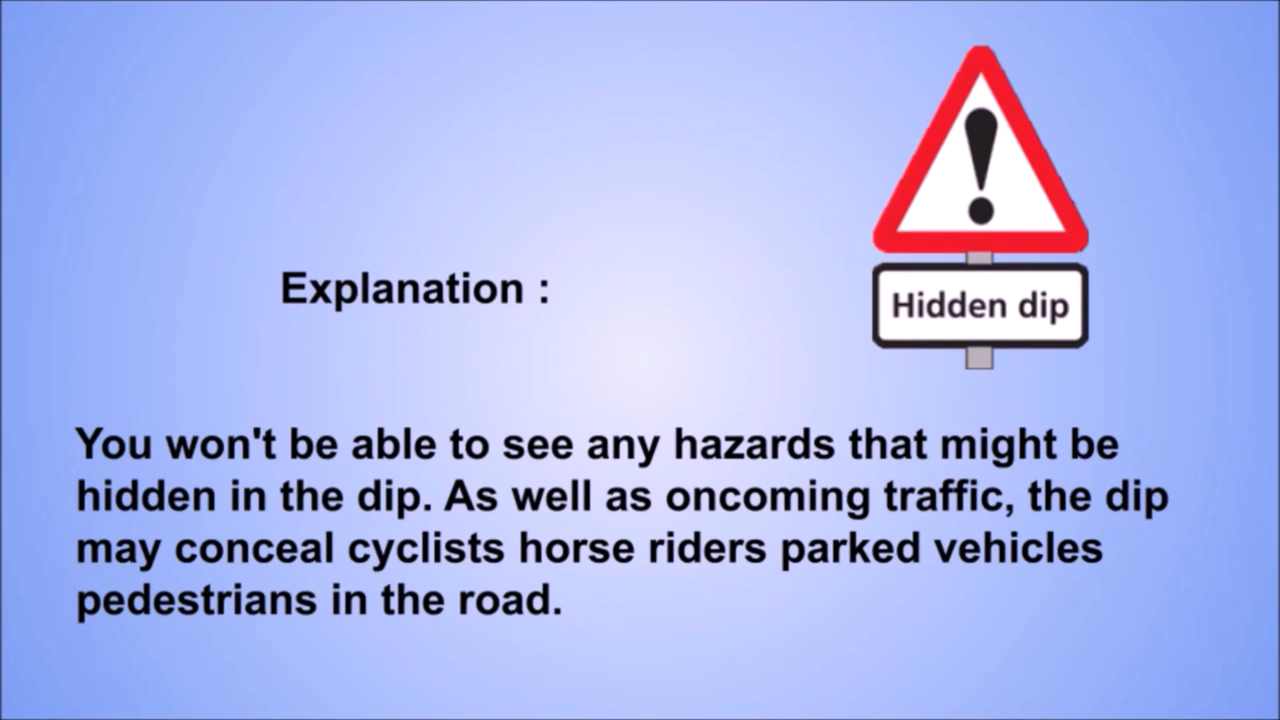 Hidden dip
Explanation :
You won't be able to see any hazards that might be
hidden in the dip. As well as oncoming traffic, the dip
may conceal cyclists horse riders parked vehicles
pedestrians in the road.